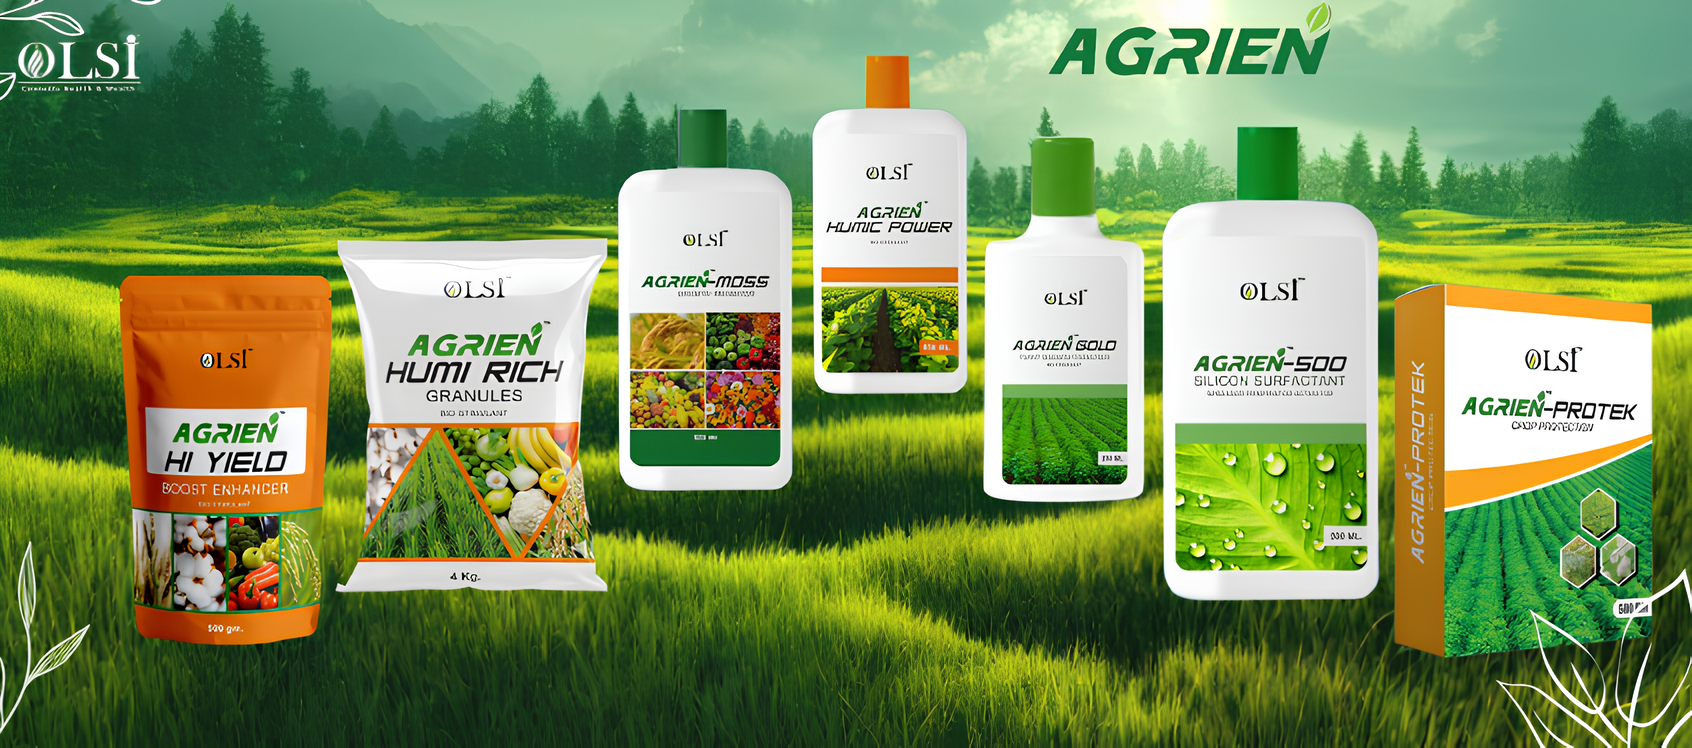 OLSI
AGRIEN
OLSI
AGRIEN
HI YIELD
BOOST ENHANCER
500 gm.
OLSI
AGRIEN
HUMI RICH
GRANULES
BIO STIMULANT
4 Kg.
OLSI
AGRIEN-MOSS
OLSI
AGRIEN
HUMIC POWER
OLSI
AGRIEN GOLD
OLSI
AGRIEN-500
SILICON SURFACTANT
OLSI
AGRIEN-PROTEK
CROP PROTECTION
AGRIEN-PROTEK